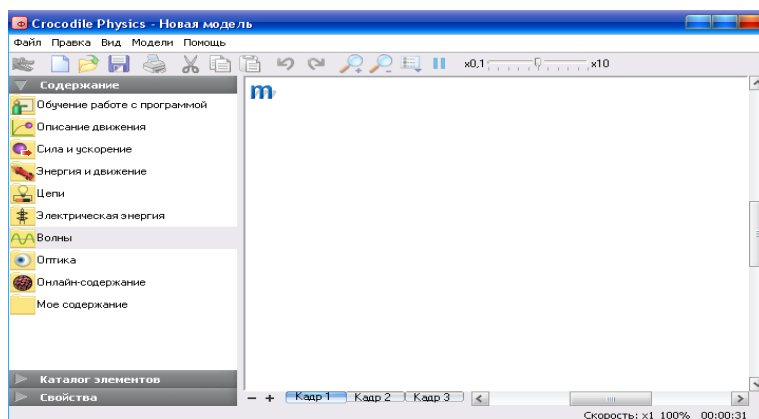 Crocodile Physics - Новая модель
Файл Правка Вид Модели Помощь
x0,1 x10
Содержание
m
Обучение работе с программой
Описание движения
Сила и ускорение
Энергия и движение
Цепи
Электрическая энергия
Волны
Оптика
Онлайн-содержание
Мое содержание
Каталог элементов
Свойства
Кадр 1 Кадр 2 Кадр 3
Скорость: x1 100% 00:00:31